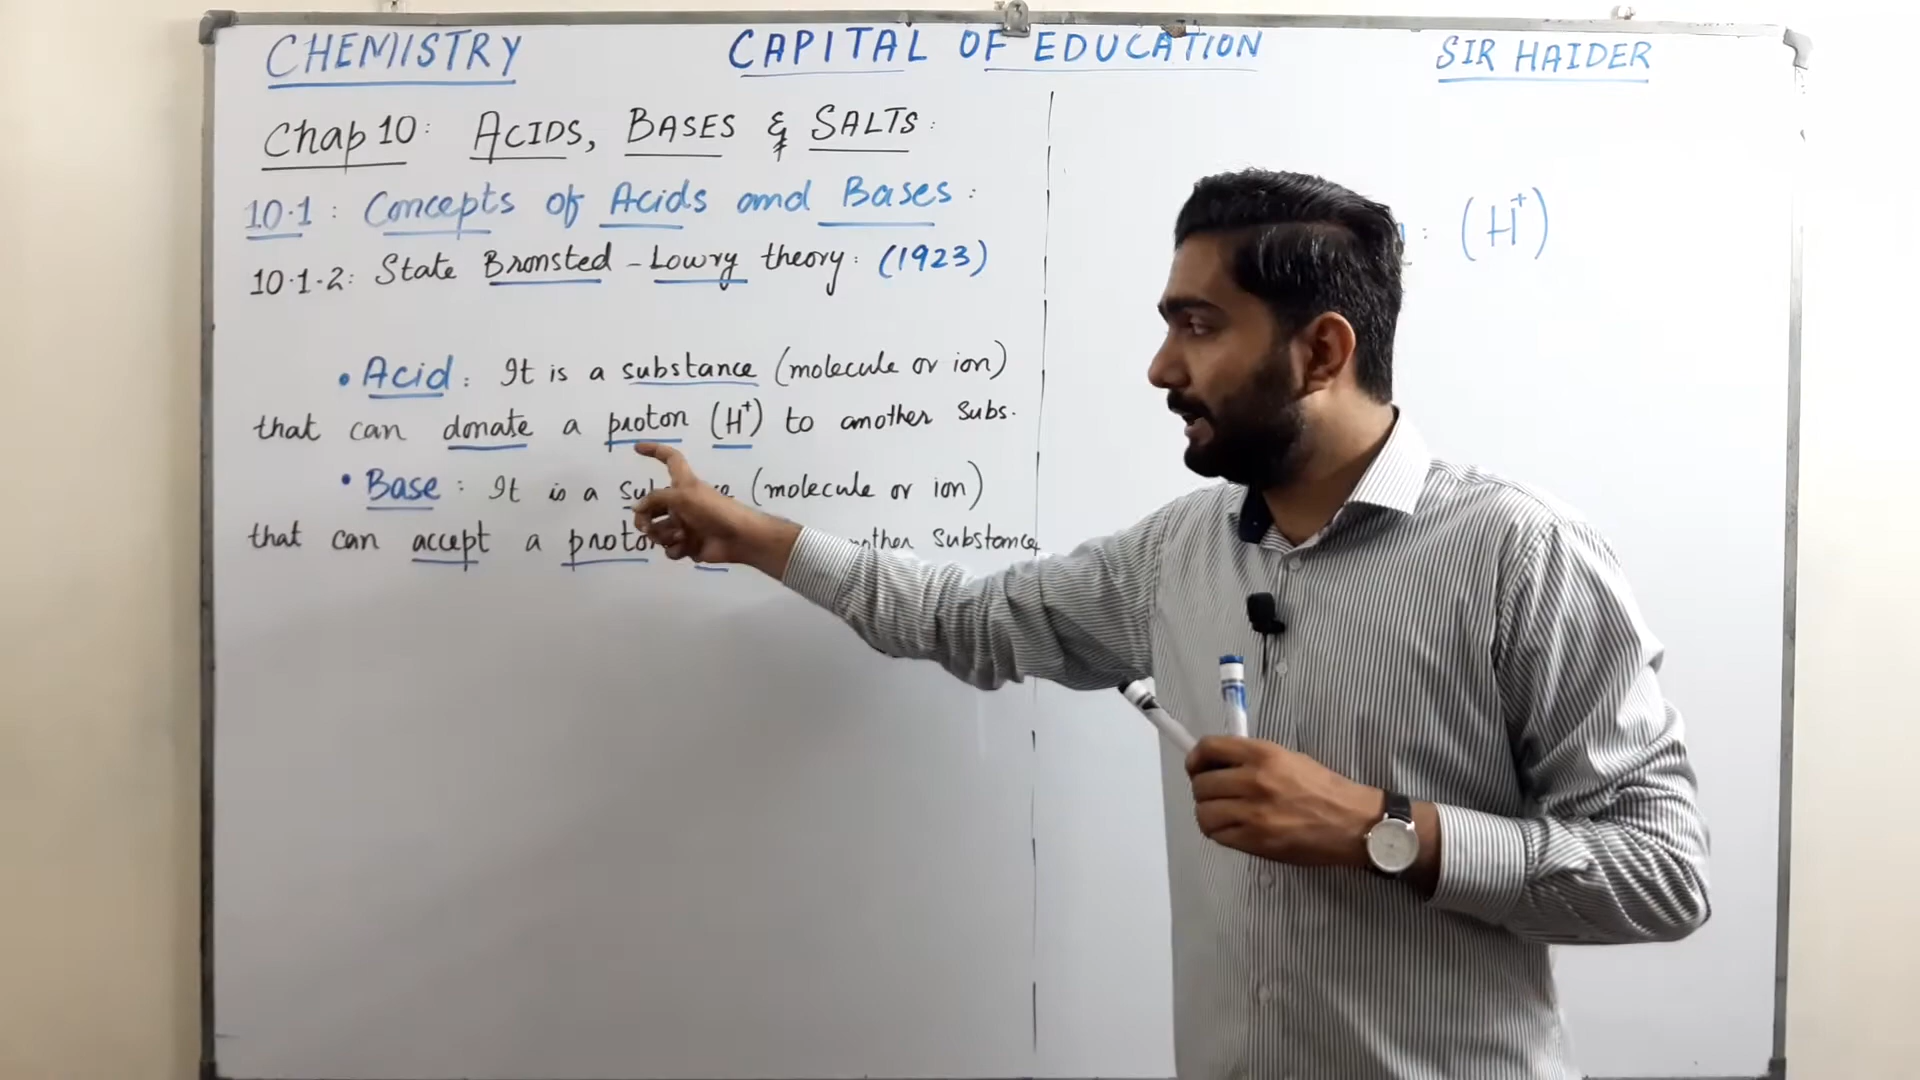 CHEMISTRY CAPITAL OF EDUCATION SIR HAIDER
Chap 10: ACIDS, BASES & SALTS:
10.1: Concepts of Acids and Bases:
10.1.2: State Bronsted-Lowry theory: (1923)
• Acid: It is a substance (molecule or ion)
that can donate a proton (H⁺) to another Subs.
• Base: It is a (molecule or ion)
that can accept a proton Substance
: (H⁺)